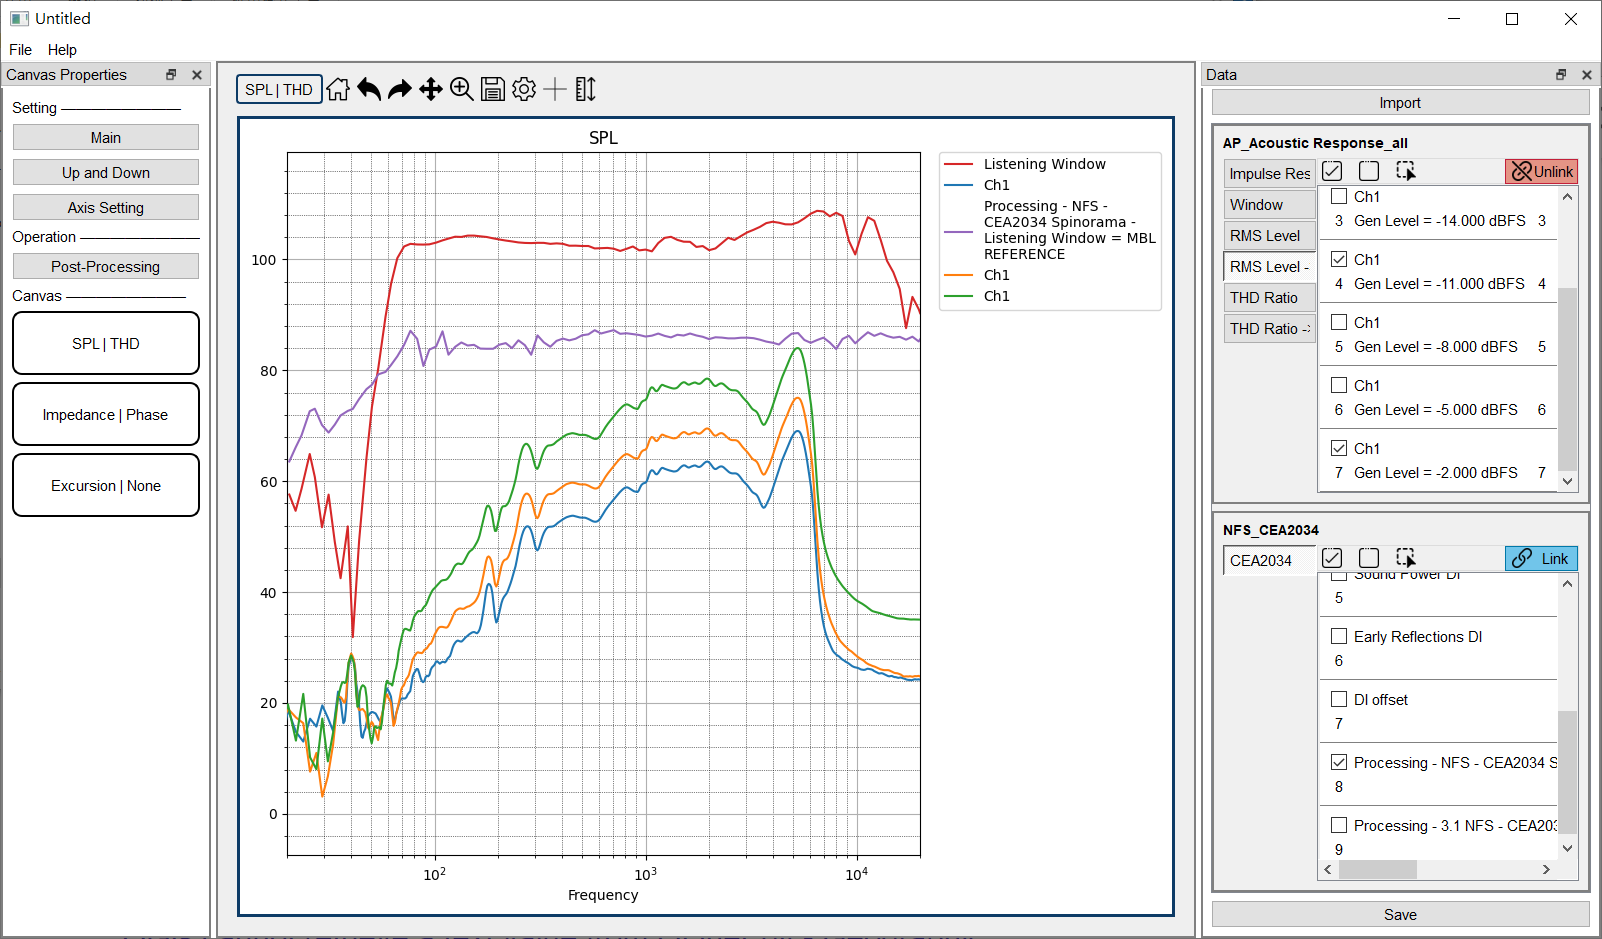 Untitled
File Help
Canvas Properties
Setting
Main
Up and Down
Axis Setting
Operation
Post-Processing
Canvas
SPL | THD
Impedance | Phase
Excursion | None
SPL | THD
SPL
100
80
60
40
20
0
10²
10³
10⁴
Frequency
Listening Window
Ch1
Processing - NFS -
CEA2034 Spinorama -
Listening Window = MBL
REFERENCE
Ch1
Ch1
Data
Import
AP_Acoustic Response_all
Impulse Res
Window
RMS Level
RMS Level -
THD Ratio
THD Ratio -
Unlink
Ch1
3 Gen Level = -14.000 dBFS 3
Ch1
4 Gen Level = -11.000 dBFS 4
Ch1
5 Gen Level = -8.000 dBFS 5
Ch1
6 Gen Level = -5.000 dBFS 6
Ch1
7 Gen Level = -2.000 dBFS 7
NFS_CEA2034
CEA2034
Link
Sound Power DI
5
Early Reflections DI
6
DI offset
7
Processing - NFS - CEA2034 S
8
Processing - 3.1 NFS - CEA203
9
Save